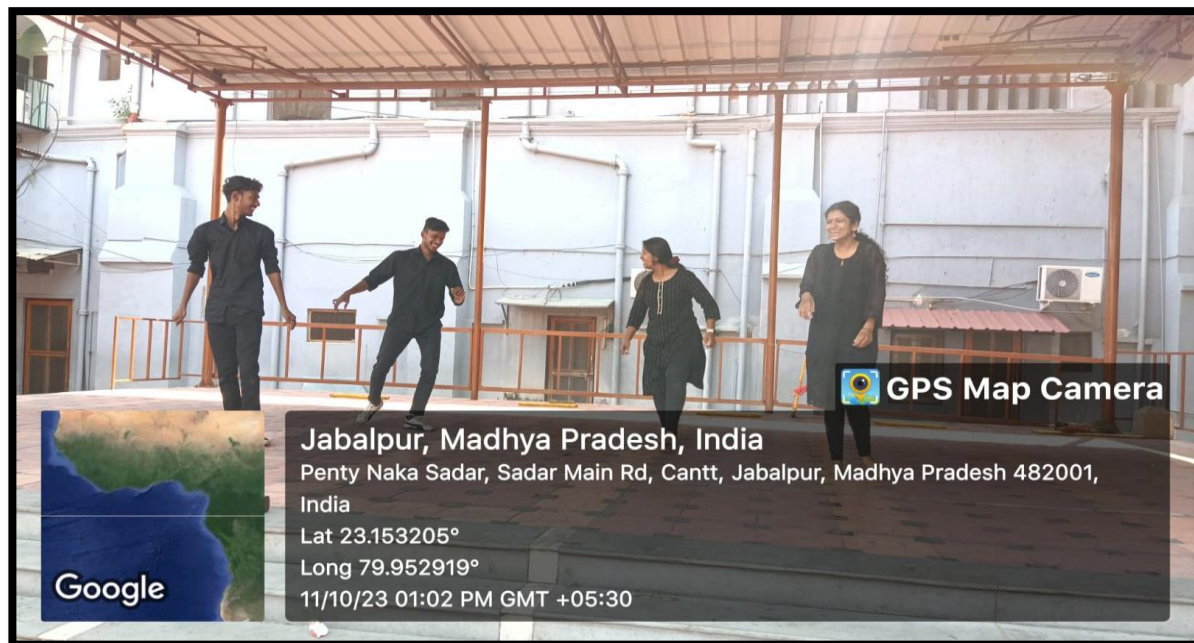 GPS Map Camera
Jabalpur, Madhya Pradesh, India
Penty Naka Sadar, Sadar Main Rd, Cantt, Jabalpur, Madhya Pradesh 482001,
India
Lat 23.153205°
Long 79.952919°
11/10/23 01:02 PM GMT +05:30
Google